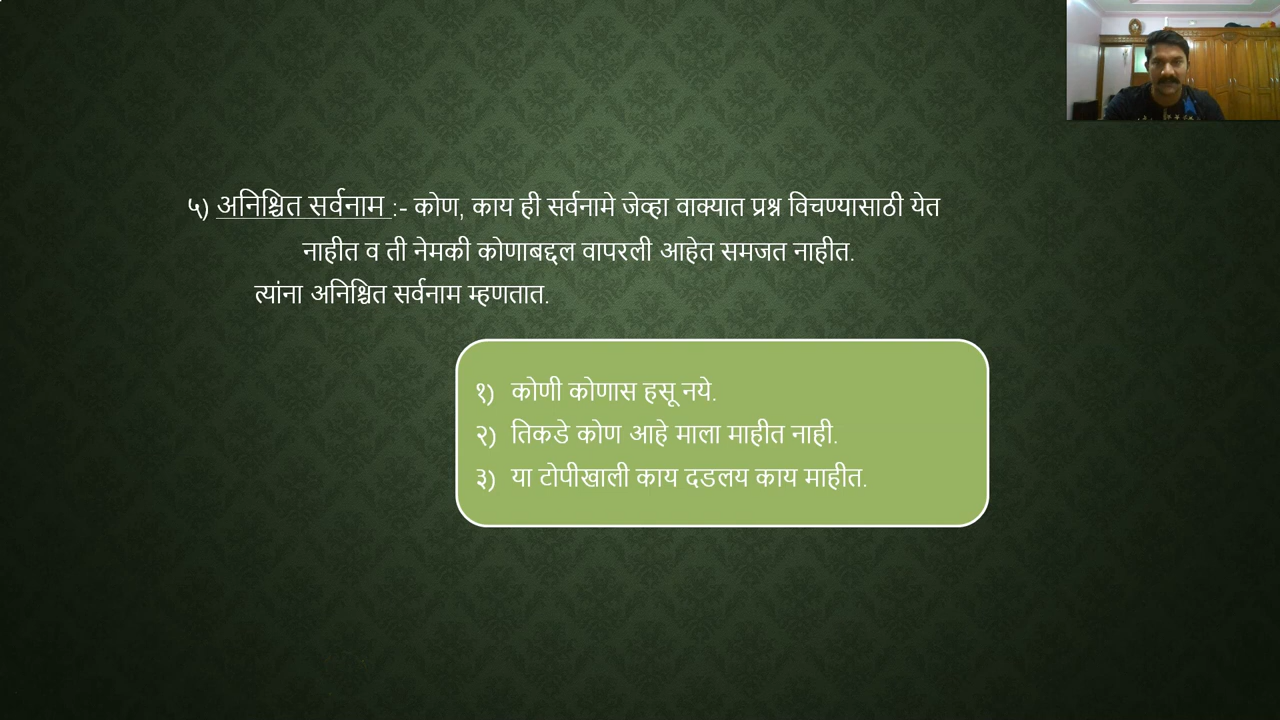 ५) अनिश्चित सर्वनाम :- कोण, काय ही सर्वनामे जेव्हा वाक्यात प्रश्न विचण्यासाठी येत
नाहीत व ती नेमकी कोणाबद्दल वापरली आहेत समजत नाहीत.
त्यांना अनिश्चित सर्वनाम म्हणतात.
१) कोणी कोणास हसू नये.
२) तिकडे कोण आहे माला माहीत नाही.
३) या टोपीखाली काय दडलय काय माहीत.